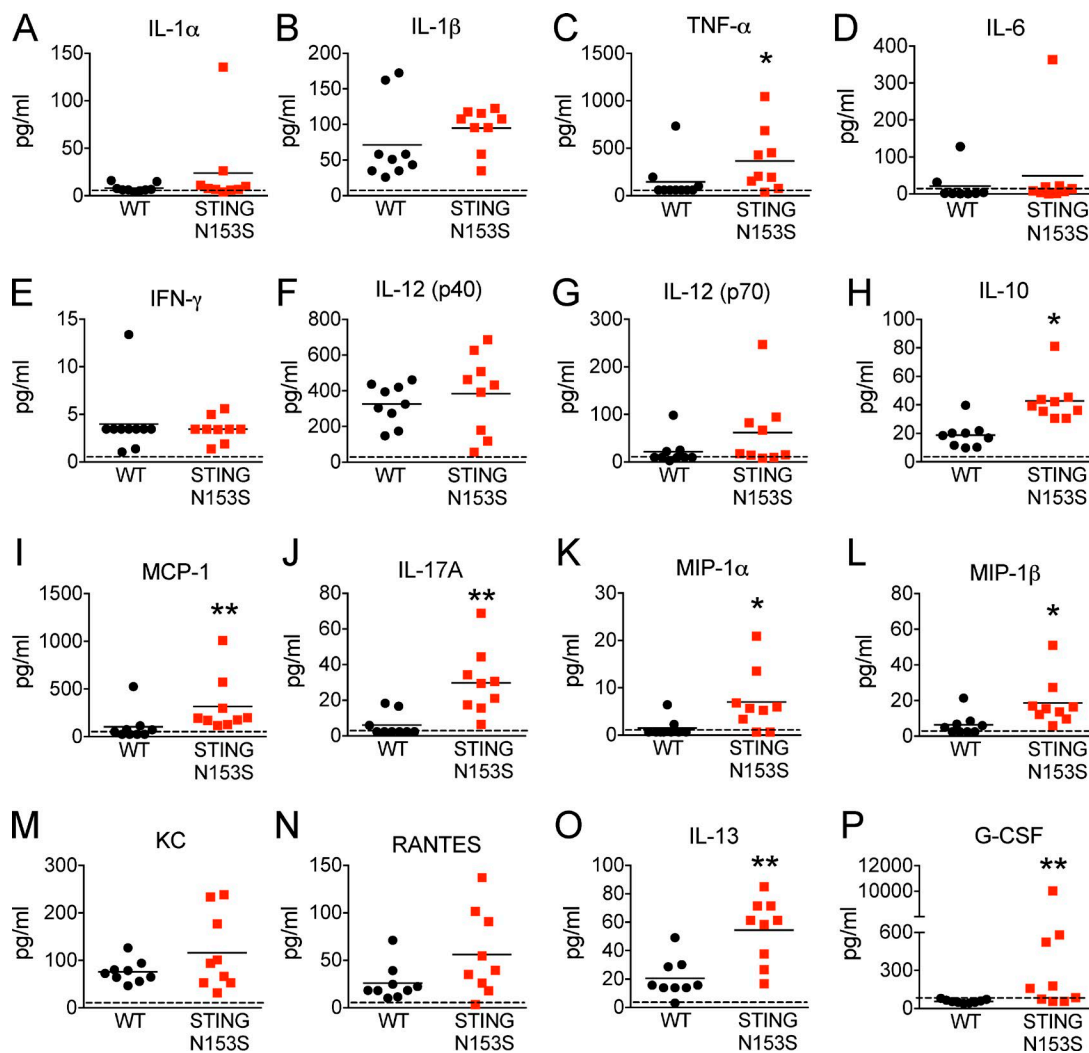 A
IL-1α
pg/ml
150
100
50
0
WT
STING
N153S
B
IL-1β
pg/ml
200
150
100
50
0
WT
STING
N153S
C
TNF-α
pg/ml
1500
1000
500
0
*
WT
STING
N153S
D
IL-6
pg/ml
400
300
200
100
0
WT
STING
N153S
E
IFN-γ
pg/ml
15
10
5
0
WT
STING
N153S
F
IL-12 (p40)
pg/ml
800
600
400
200
0
WT
STING
N153S
G
IL-12 (p70)
pg/ml
300
200
100
0
WT
STING
N153S
H
IL-10
pg/ml
100
80
60
40
20
0
*
WT
STING
N153S
I
MCP-1
pg/ml
1500
1000
500
0
**
WT
STING
N153S
J
IL-17A
pg/ml
80
60
40
20
0
**
WT
STING
N153S
K
MIP-1α
pg/ml
30
20
10
0
*
WT
STING
N153S
L
MIP-1β
pg/ml
80
60
40
20
0
*
WT
STING
N153S
M
KC
pg/ml
300
200
100
0
WT
STING
N153S
N
RANTES
pg/ml
150
100
50
0
WT
STING
N153S
O
IL-13
pg/ml
100
80
60
40
20
0
**
WT
STING
N153S
P
G-CSF
pg/ml
12000
10000
800
400
0
**
WT
STING
N153S